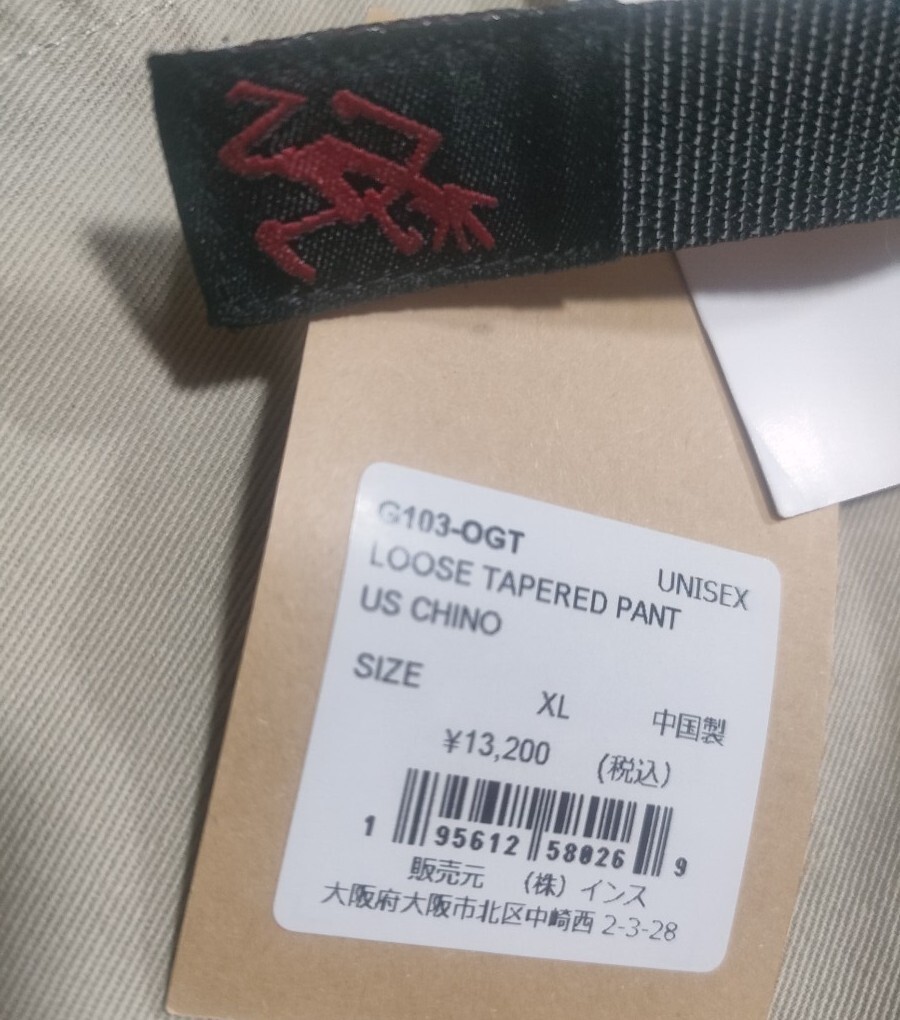 G103-OGT
UNISEX
LOOSE TAPERED PANT
US CHINO
SIZE
XL 中国製
¥13,200 (税込)
1 95612 58026 9
販売元 (株) インス
大阪府大阪市北区中崎西 2-3-28